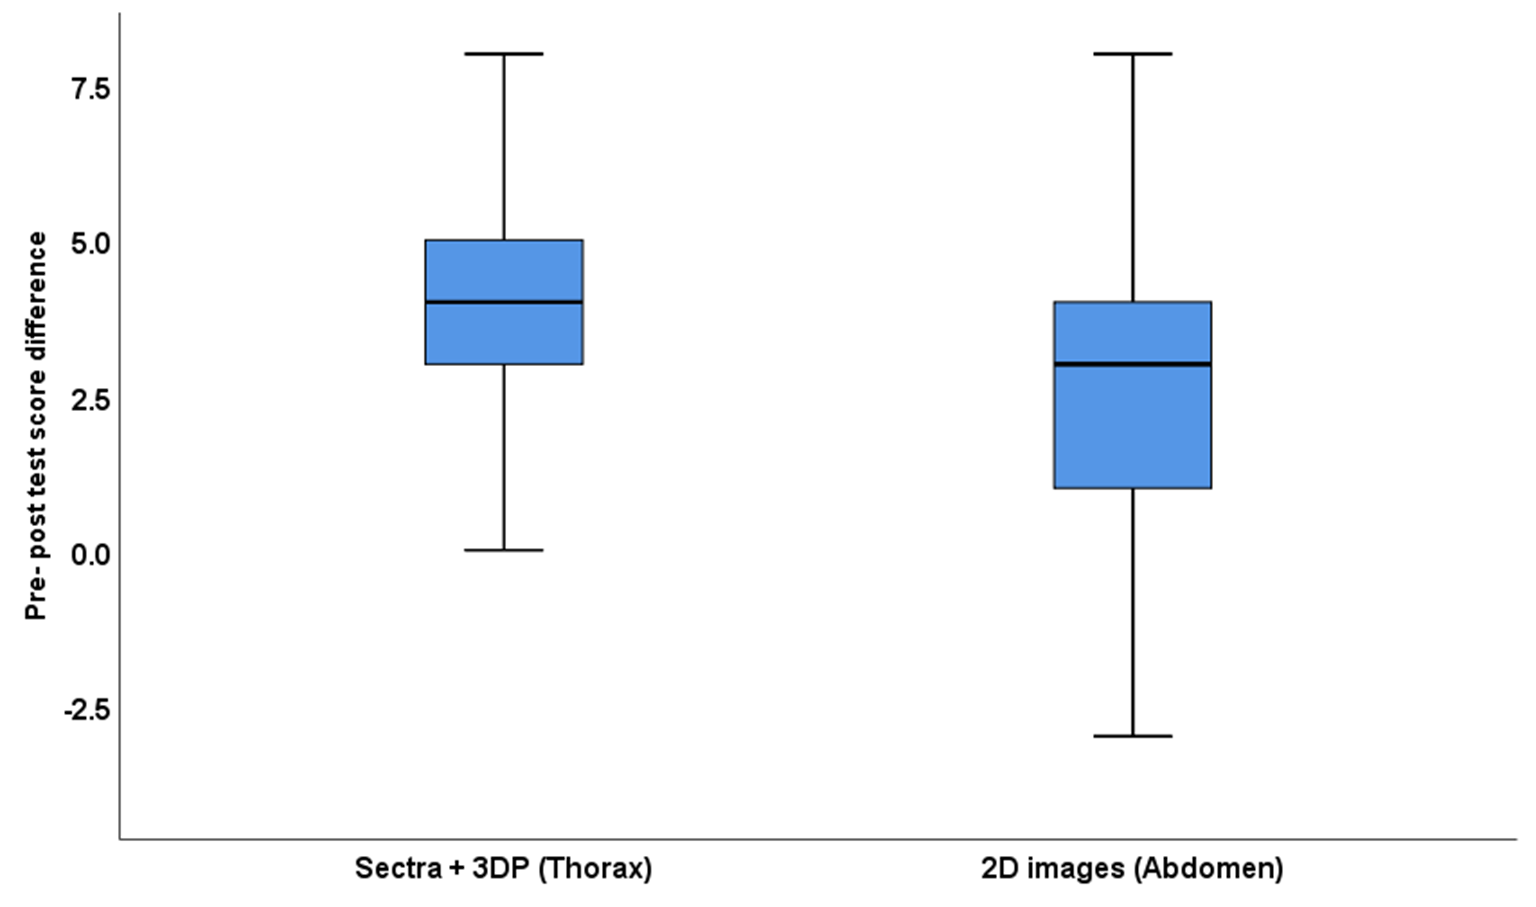 Pre- post test score difference
7.5
5.0
2.5
0.0
-2.5
Sectra + 3DP (Thorax)
2D images (Abdomen)